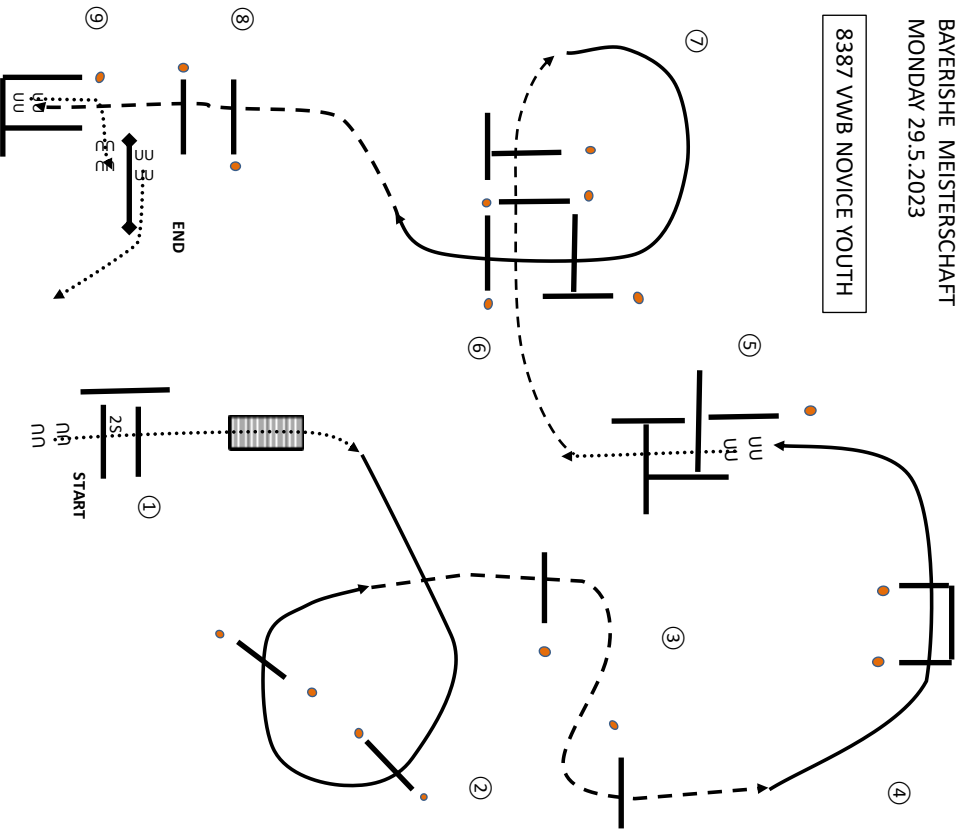 BAYERISHE MEISTERSCHAFT
MONDAY 29.5.2023
8387 VWB NOVICE YOUTH
①
②
③
④
⑤
⑥
⑦
⑧
⑨
2S
START
END